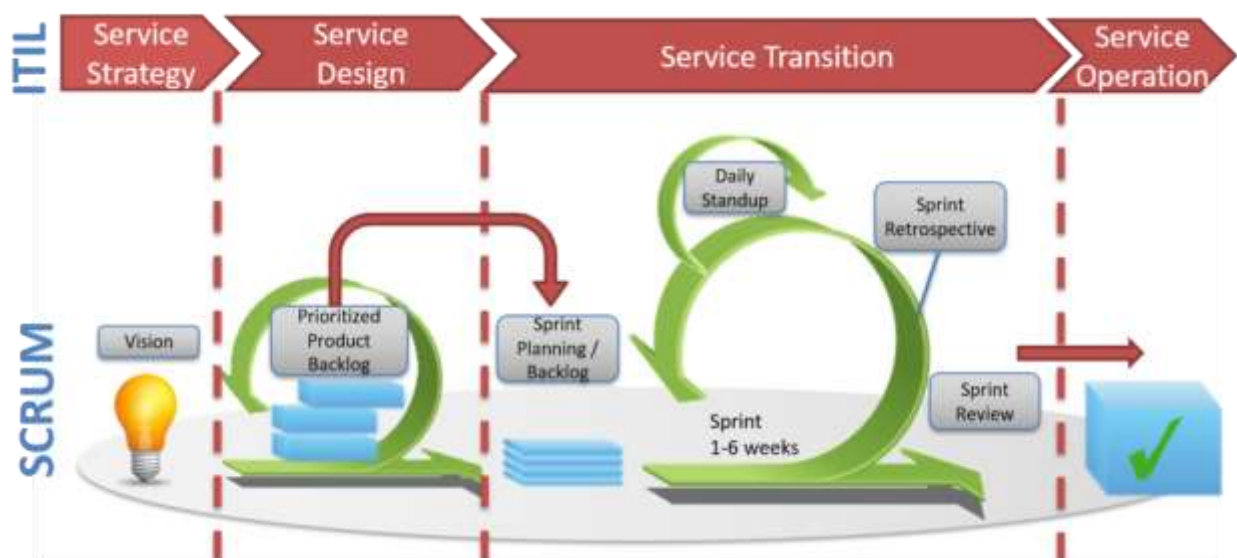 ITIL
Service
Strategy
Service
Design
Service Transition
Service
Operation
SCRUM
Vision
Prioritized
Product
Backlog
Sprint
Planning /
Backlog
Daily
Standup
Sprint
Retrospective
Sprint
1-6 weeks
Sprint
Review